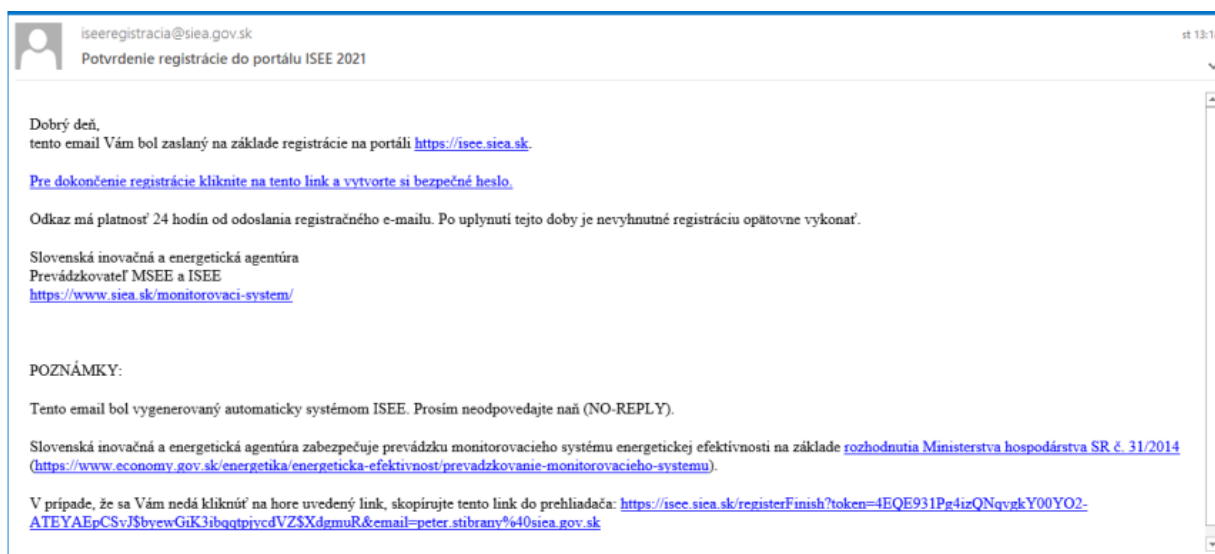 iseeregistracia@siea.gov.sk
st 13:1
Potvrdenie registrácie do portálu ISEE 2021
Dobrý deň,
tento email Vám bol zaslaný na základe registrácie na portáli https://isee.siea.sk.
Pre dokončenie registrácie kliknite na tento link a vytvorte si bezpečné heslo.
Odkaz má platnosť 24 hodín od odoslania registračného e-mailu. Po uplynutí tejto doby je nevyhnutné registráciu opätovne vykonať.
Slovenská inovačná a energetická agentúra
Prevádzkovateľ MSEE a ISEE
https://www.siea.sk/monitorovaci-system/
POZNÁMKY:
Tento email bol vygenerovaný automaticky systémom ISEE. Prosím neodpovedajte naň (NO-REPLY).
Slovenská inovačná a energetická agentúra zabezpečuje prevádzku monitorovacieho systému energetickej efektívnosti na základe rozhodnutia Ministerstva hospodárstva SR č. 31/2014
(https://www.economy.gov.sk/energetika/energeticka-efektivnost/prevadzkovanie-monitorovacieho-systemu).
V prípade, že sa Vám nedá kliknúť na hore uvedený link, skopírujte tento link do prehliadača: https://isee.siea.sk/registerFinish?token=4EQE931Pg4izQNqvgkY00YO2-
ATEYAEpCSvJ$byewGiK3ibqqtpjycdVZ$XdgmuR&email=peter.stibrany%40siea.gov.sk